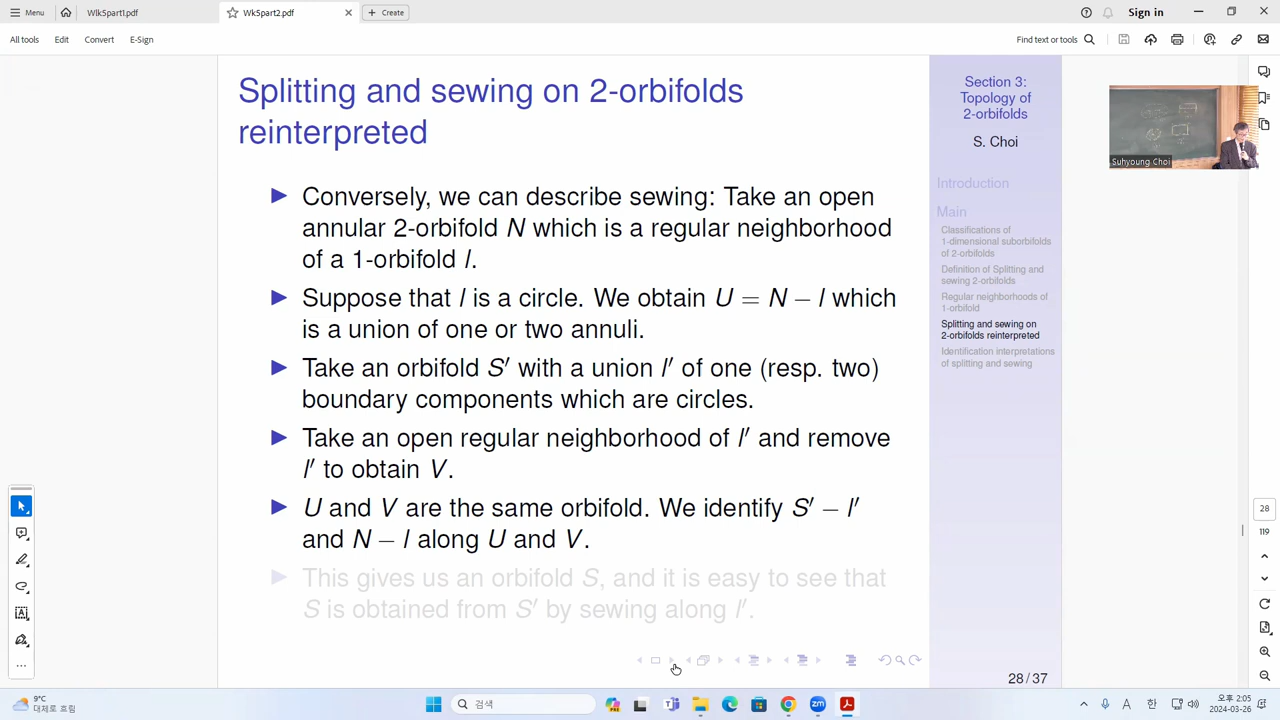 Menu
Wk5part1.pdf
Wk5part2.pdf
Create
Sign in
All tools
Edit
Convert
E-Sign
Find text or tools
Splitting and sewing on 2-orbifolds
reinterpreted
Conversely, we can describe sewing: Take an open
annular 2-orbifold N which is a regular neighborhood
of a 1-orbifold l.
Suppose that l is a circle. We obtain U = N − l which
is a union of one or two annuli.
Take an orbifold S′ with a union l′ of one (resp. two)
boundary components which are circles.
Take an open regular neighborhood of l′ and remove
l′ to obtain V.
U and V are the same orbifold. We identify S′ − l′
and N − l along U and V.
This gives us an orbifold S, and it is easy to see that
S is obtained from S′ by sewing along l′.
28/37
Section 3:
Topology of
2-orbifolds
S. Choi
Introduction
Main
Classifications of
1-dimensional suborbifolds
of 2-orbifolds
Definition of Splitting and
sewing 2-orbifolds
Regular neighborhoods of
1-orbifold
Splitting and sewing on
2-orbifolds reinterpreted
Identification interpretations
of splitting and sewing
Suhyoung Choi
28
119
9°C
대체로 흐림
검색
A
한
오후 2:05
2024-03-26